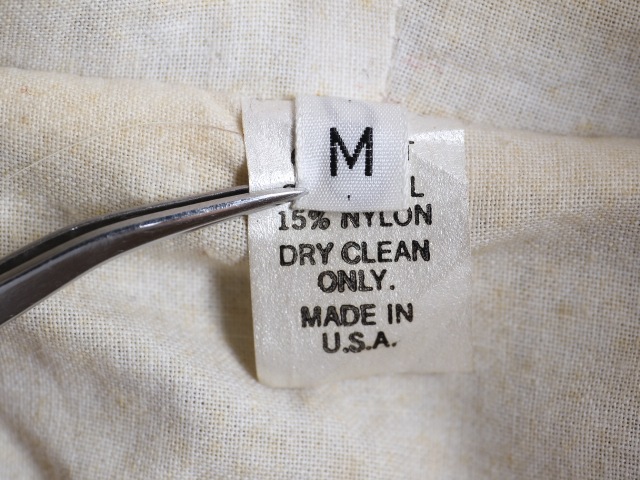 M
15% NYLON
DRY CLEAN
ONLY.
MADE IN
U.S.A.